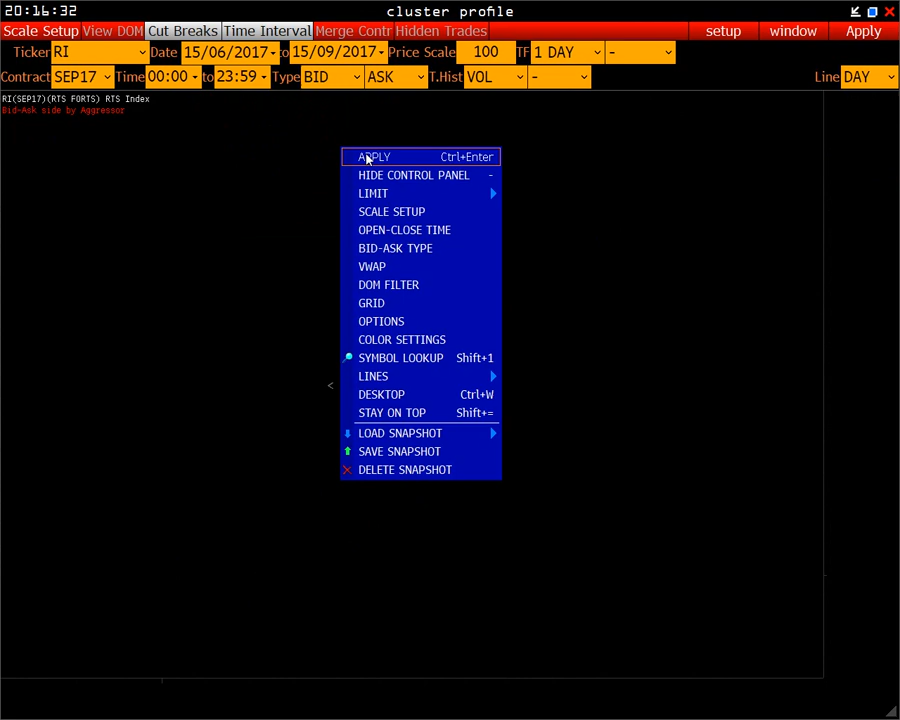 20:16:32 cluster profile
Scale Setup View DOM Cut Breaks Time Interval Merge Contr Hidden Trades setup window Apply
Ticker RI Date 15/06/2017 to 15/09/2017 Price Scale 100 TF 1 DAY -
Contract SEP17 Time 00:00 to 23:59 Type BID ASK T.Hist VOL - Line DAY
RI(SEP17)(RTS FORTS) RTS Index
Bid-Ask side by Aggressor
APPLY Ctrl+Enter
HIDE CONTROL PANEL -
LIMIT
SCALE SETUP
OPEN-CLOSE TIME
BID-ASK TYPE
VWAP
DOM FILTER
GRID
OPTIONS
COLOR SETTINGS
SYMBOL LOOKUP Shift+1
LINES
< DESKTOP Ctrl+W
STAY ON TOP Shift+=
LOAD SNAPSHOT
SAVE SNAPSHOT
DELETE SNAPSHOT